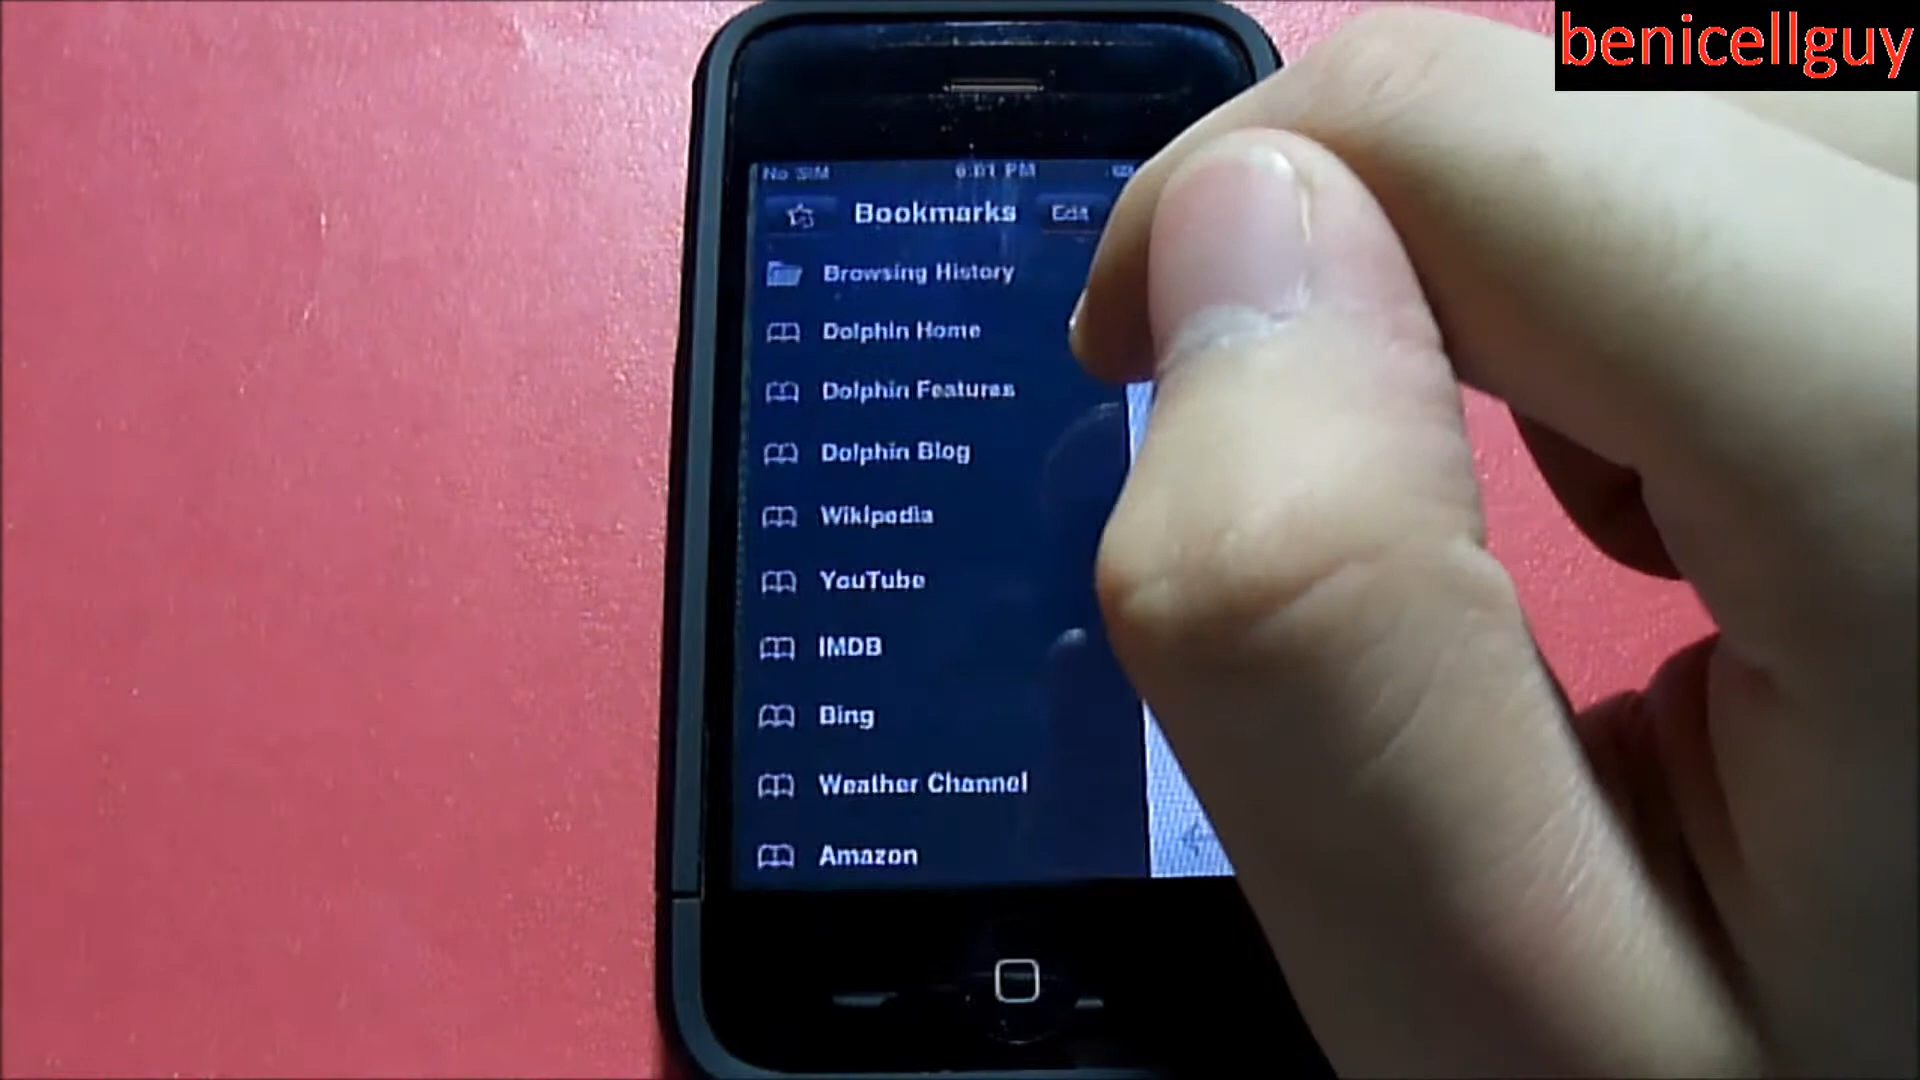 benicellguy
No SIM
6:01 PM
Bookmarks
Edit
Browsing History
Dolphin Home
Dolphin Features
Dolphin Blog
Wikipedia
YouTube
IMDB
Bing
Weather Channel
Amazon